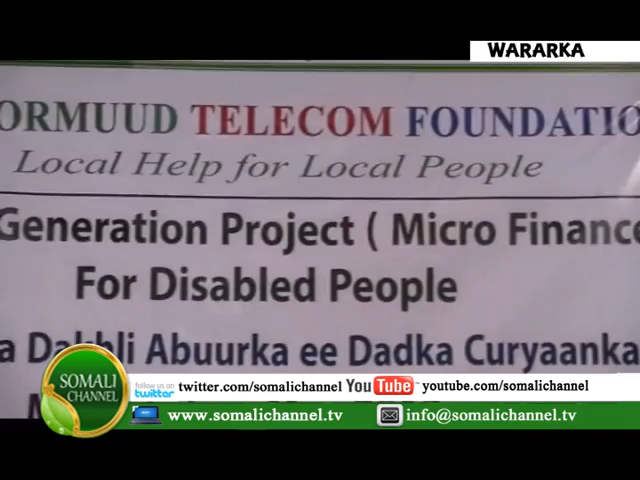 WARARKA
ORMUUD TELECOM FOUNDATIO
Local Help for Local People
Generation Project ( Micro Finance
For Disabled People
a Dakhli Abuurka ee Dadka Curyaanka
SOMALI
CHANNEL
follow us on
twitter
twitter.com/somalichannel YouTube youtube.com/somalichannel
www.somalichannel.tv info@somalichannel.tv